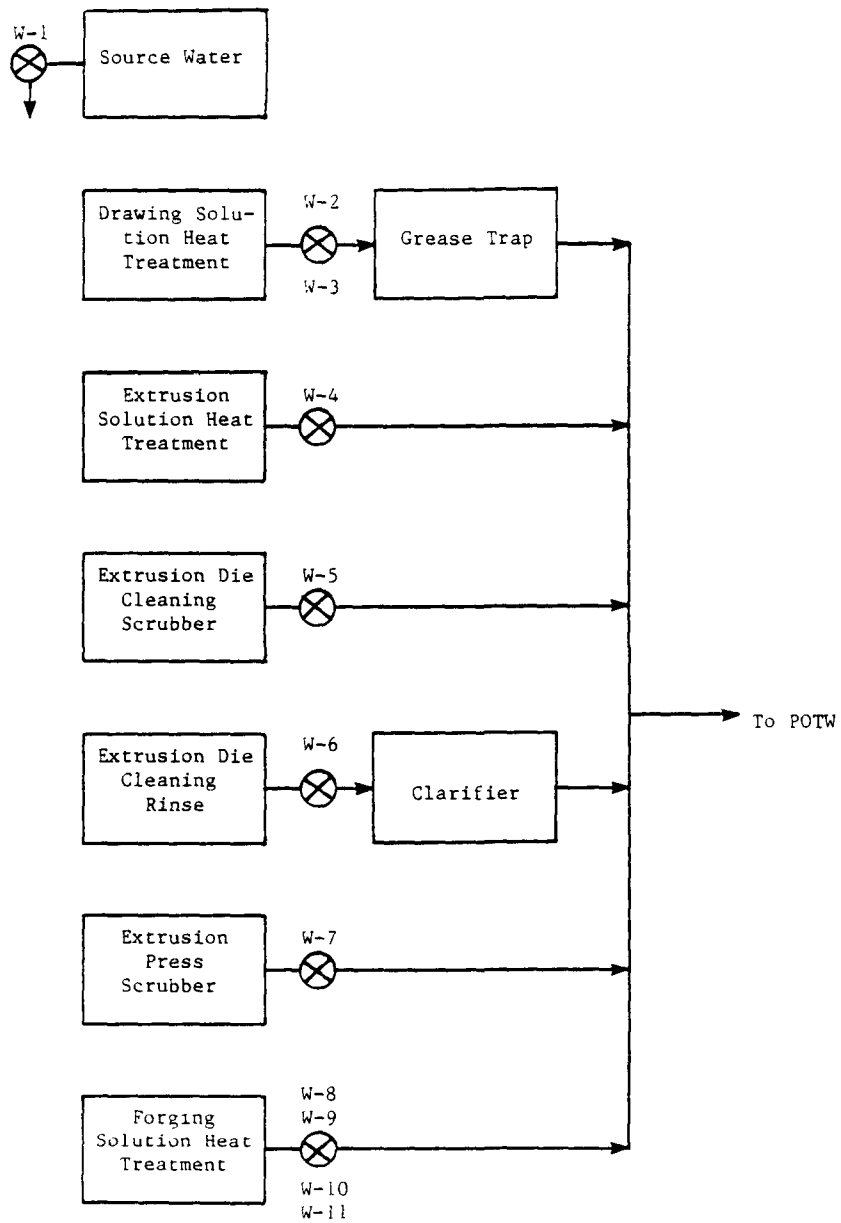 W-1
Source Water
Drawing Solu-
tion Heat
Treatment
W-2
W-3
Grease Trap
Extrusion
Solution Heat
Treatment
W-4
Extrusion Die
Cleaning
Scrubber
W-5
To POTW
Extrusion Die
Cleaning
Rinse
W-6
Clarifier
Extrusion
Press
Scrubber
W-7
Forging
Solution Heat
Treatment
W-8
W-9
W-10
W-11